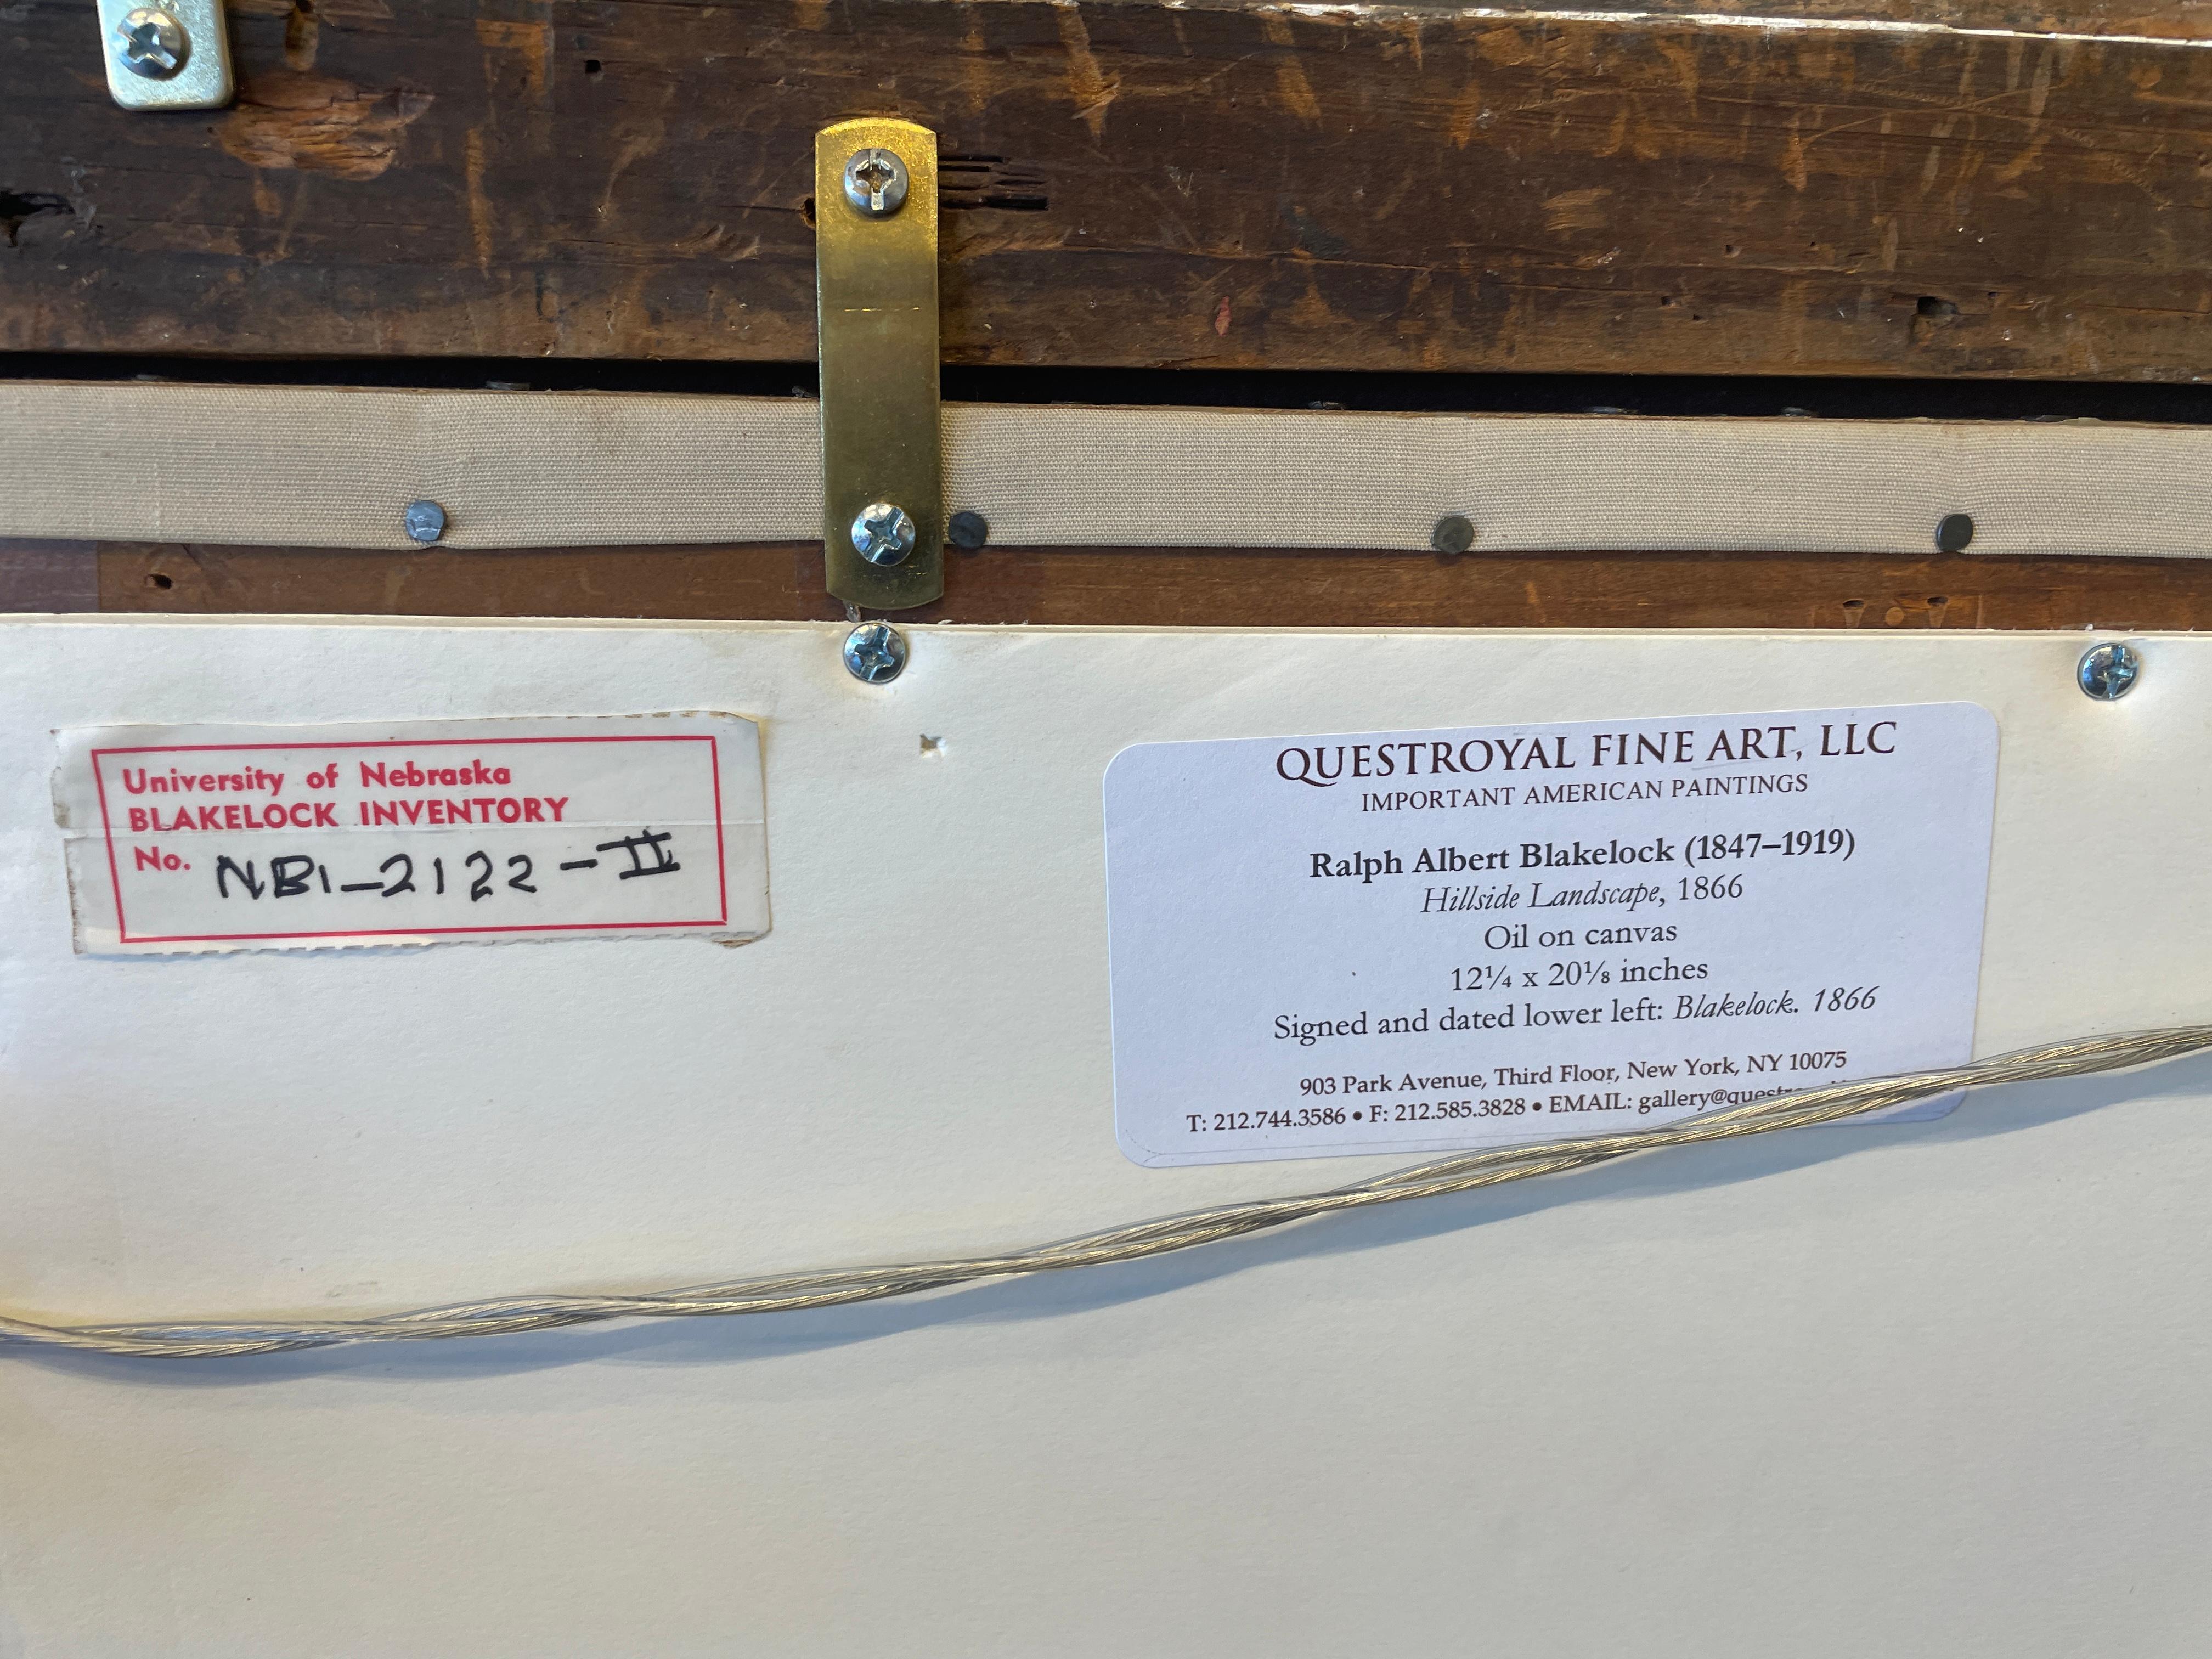 University of Nebraska
BLAKELOCK INVENTORY
No. NBI-2122-II
QUESTROYAL FINE ART, LLC
IMPORTANT AMERICAN PAINTINGS
Ralph Albert Blakelock (1847–1919)
Hillside Landscape, 1866
Oil on canvas
12¼ x 20⅛ inches
Signed and dated lower left: Blakelock. 1866
903 Park Avenue, Third Floor, New York, NY 10075
T: 212.744.3586 • F: 212.585.3828 • EMAIL: